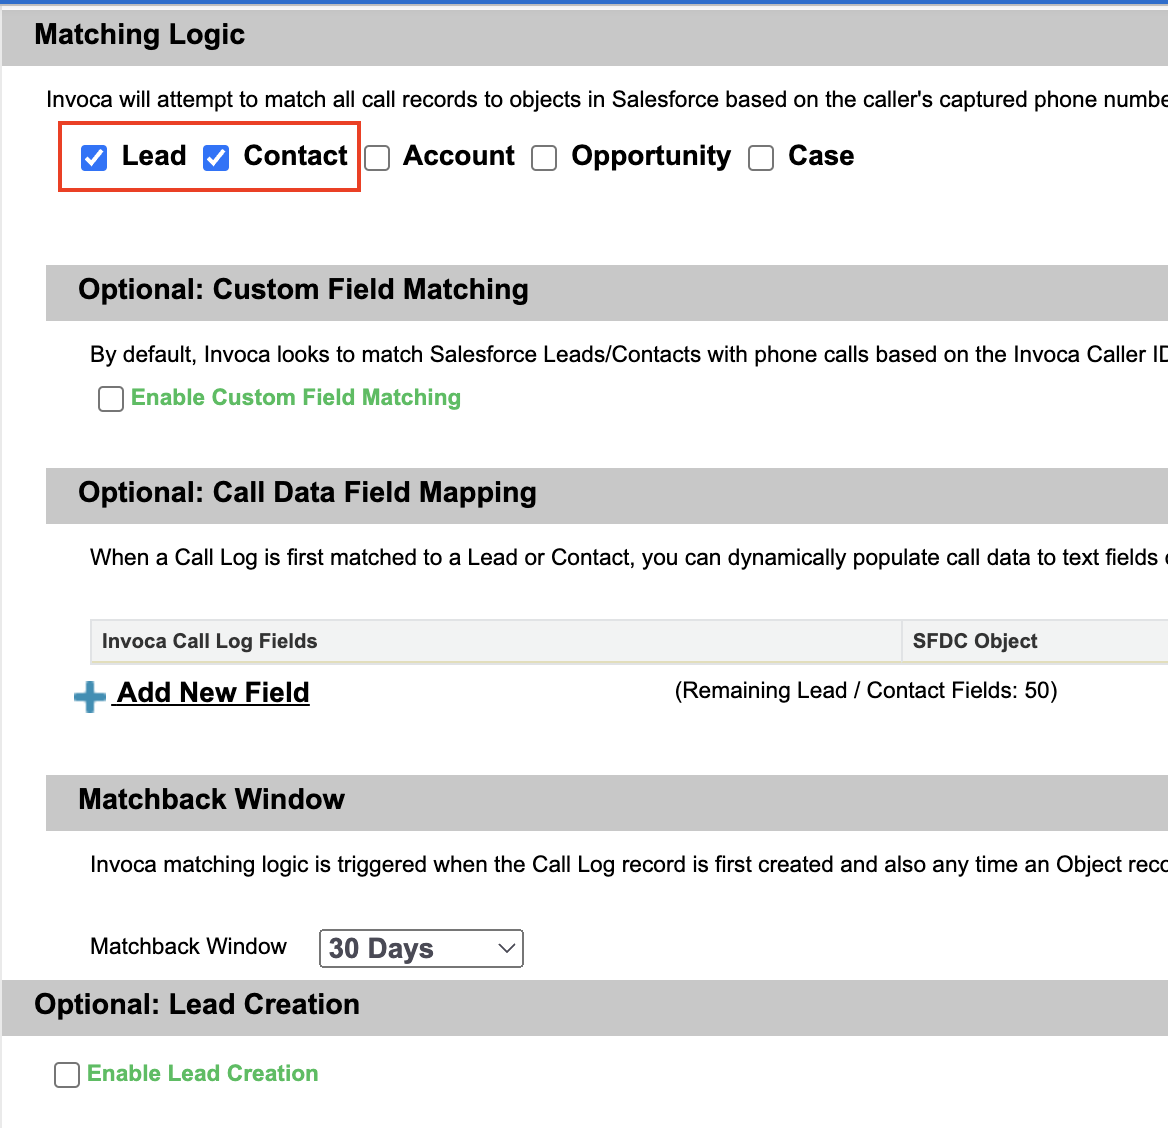 Matching Logic
Invoca will attempt to match all call records to objects in Salesforce based on the caller's captured phone
Lead Contact Account Opportunity Case
Optional: Custom Field Matching
By default, Invoca looks to match Salesforce Leads/Contacts with phone calls based on the Invoca Caller
Enable Custom Field Matching
Optional: Call Data Field Mapping
When a Call Log is first matched to a Lead or Contact, you can dynamically populate call data to text fields
Invoca Call Log Fields SFDC Object
Add New Field (Remaining Lead / Contact Fields: 50)
Matchback Window
Invoca matching logic is triggered when the Call Log record is first created and also any time an Object
Matchback Window 30 Days
Optional: Lead Creation
Enable Lead Creation